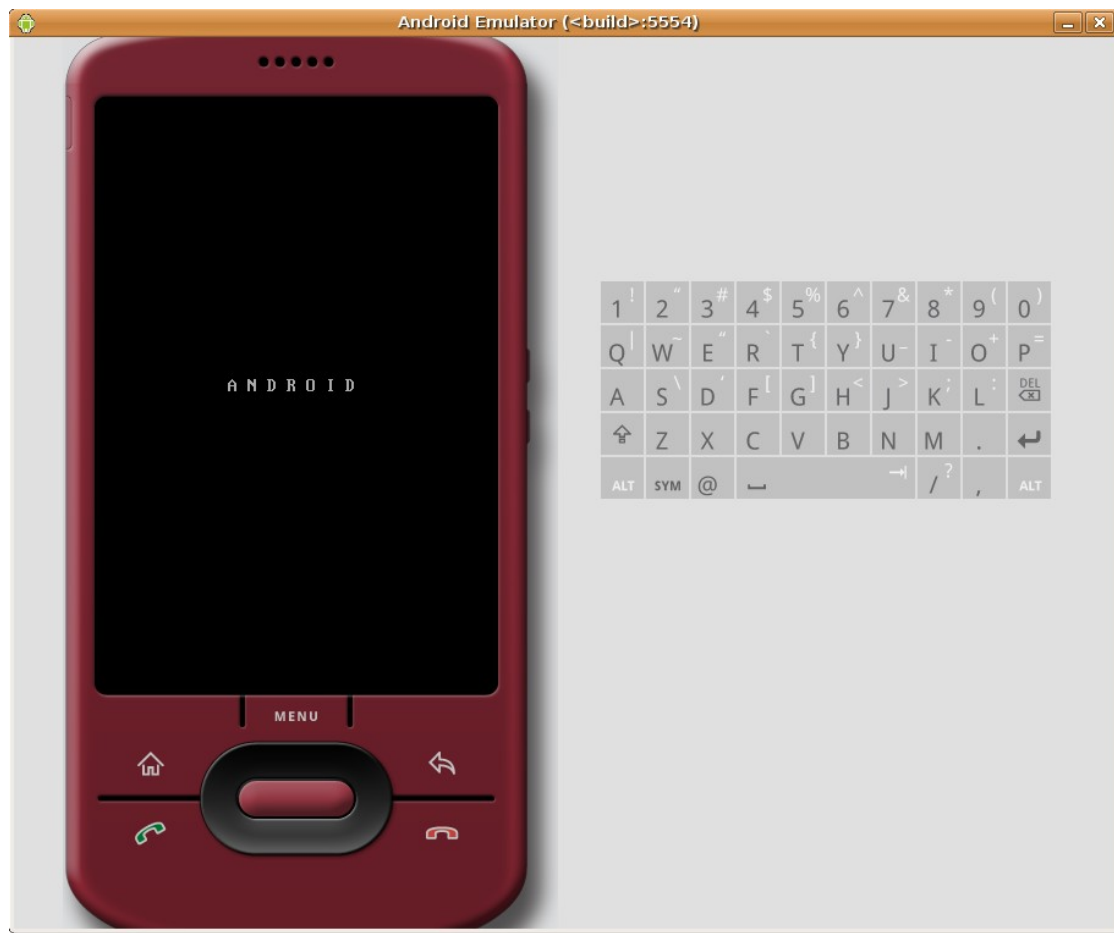 Android Emulator (<build>:5554)
A N D R O I D
MENU
1 ! 2 " 3 # 4 $ 5 % 6 ^ 7 & 8 * 9 ( 0 )
Q | W ~ E " R ` T { Y } U _ I - O + P =
A S \ D ´ F [ G ] H < J > K ; L : DEL
Z X C V B N M .
ALT SYM @ / ? , ALT